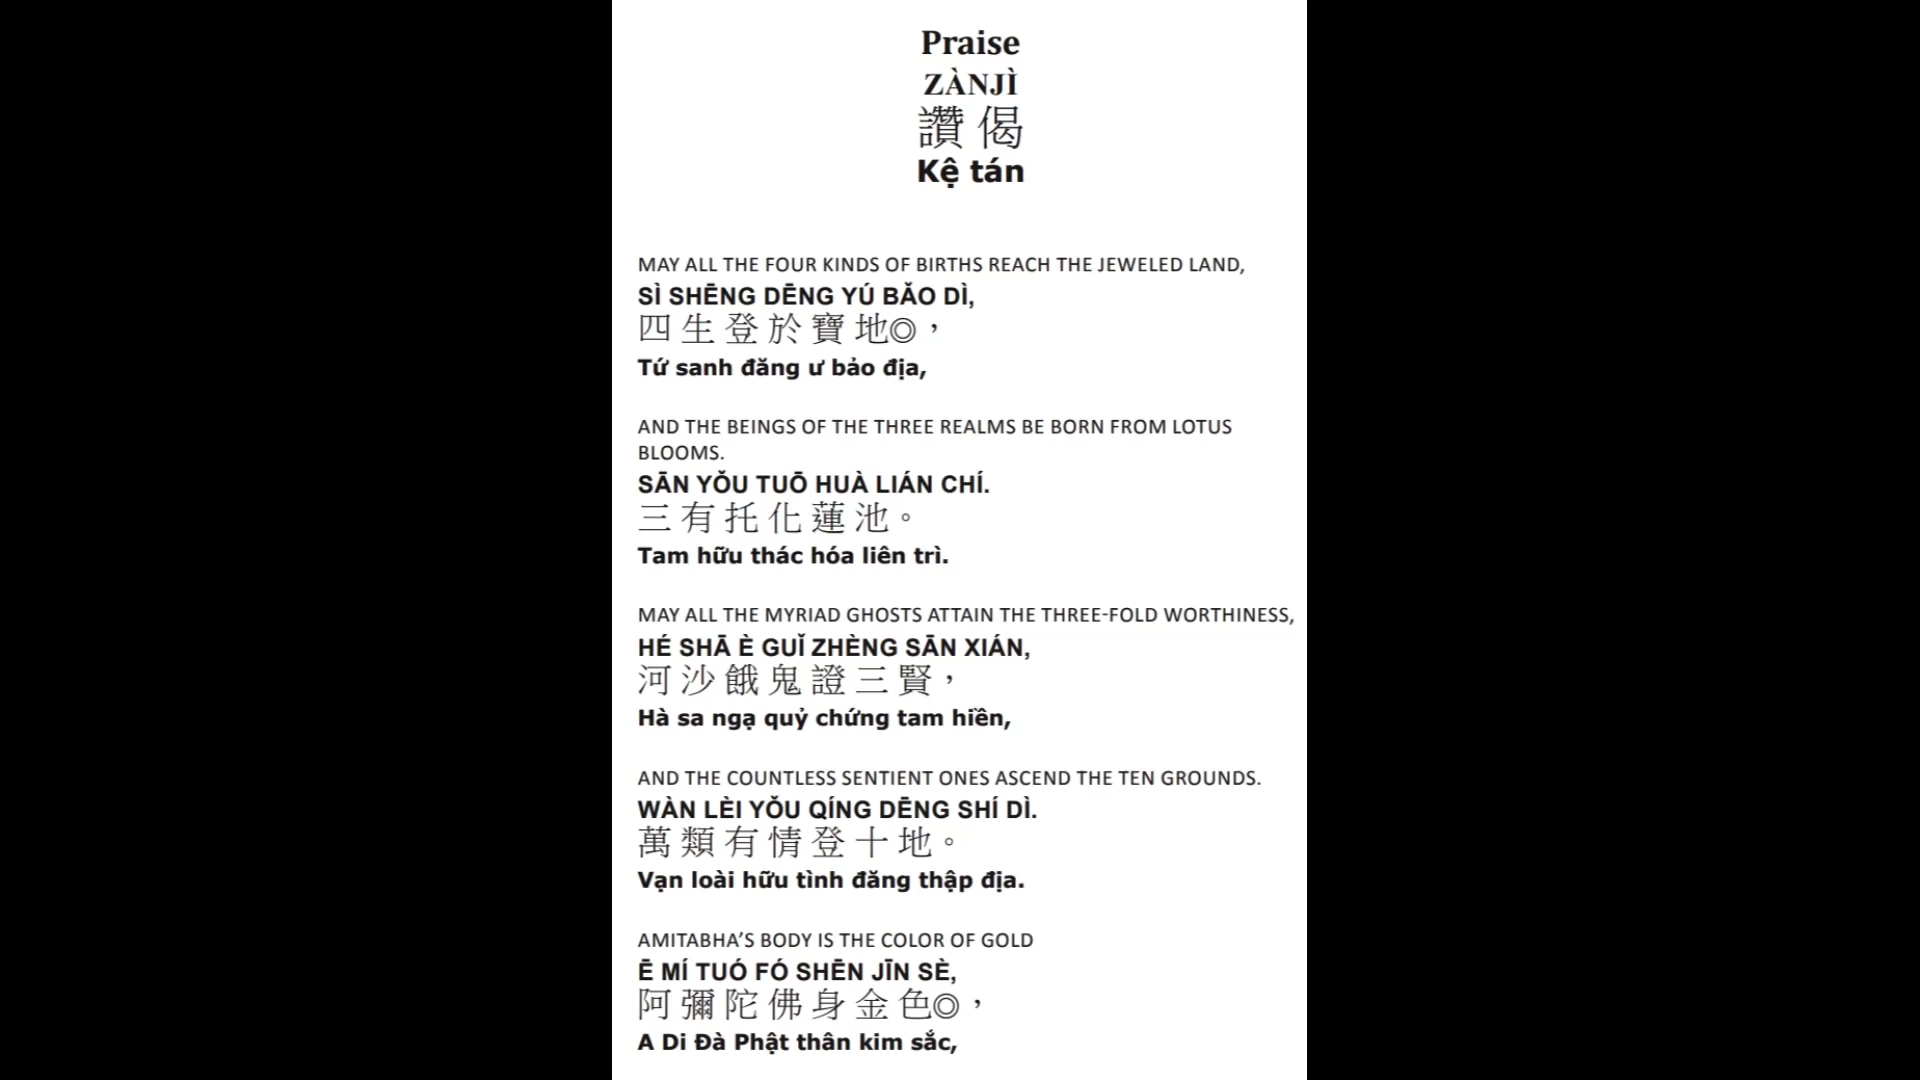 Praise
ZÀNJÌ
讚 偈
Kệ tán
MAY ALL THE FOUR KINDS OF BIRTHS REACH THE JEWELED LAND,
SÌ SHĒNG DĒNG YÚ BǍO DÌ,
四 生 登 於 寶 地◎，
Tứ sanh đăng ư bảo địa,
AND THE BEINGS OF THE THREE REALMS BE BORN FROM LOTUS
BLOOMS.
SĀN YǑU TUŌ HUÀ LIÁN CHÍ.
三 有 托 化 蓮 池。
Tam hữu thác hóa liên trì.
MAY ALL THE MYRIAD GHOSTS ATTAIN THE THREE-FOLD WORTHINESS,
HÉ SHĀ È GUǏ ZHÈNG SĀN XIÁN,
河 沙 餓 鬼 證 三 賢，
Hà sa ngạ quỷ chứng tam hiền,
AND THE COUNTLESS SENTIENT ONES ASCEND THE TEN GROUNDS.
WÀN LÈI YǑU QÍNG DĒNG SHÍ DÌ.
萬 類 有 情 登 十 地。
Vạn loài hữu tình đăng thập địa.
AMITABHA’S BODY IS THE COLOR OF GOLD
Ē MÍ TUÓ FÓ SHĒN JĪN SÈ,
阿 彌 陀 佛 身 金 色◎，
A Di Đà Phật thân kim sắc,